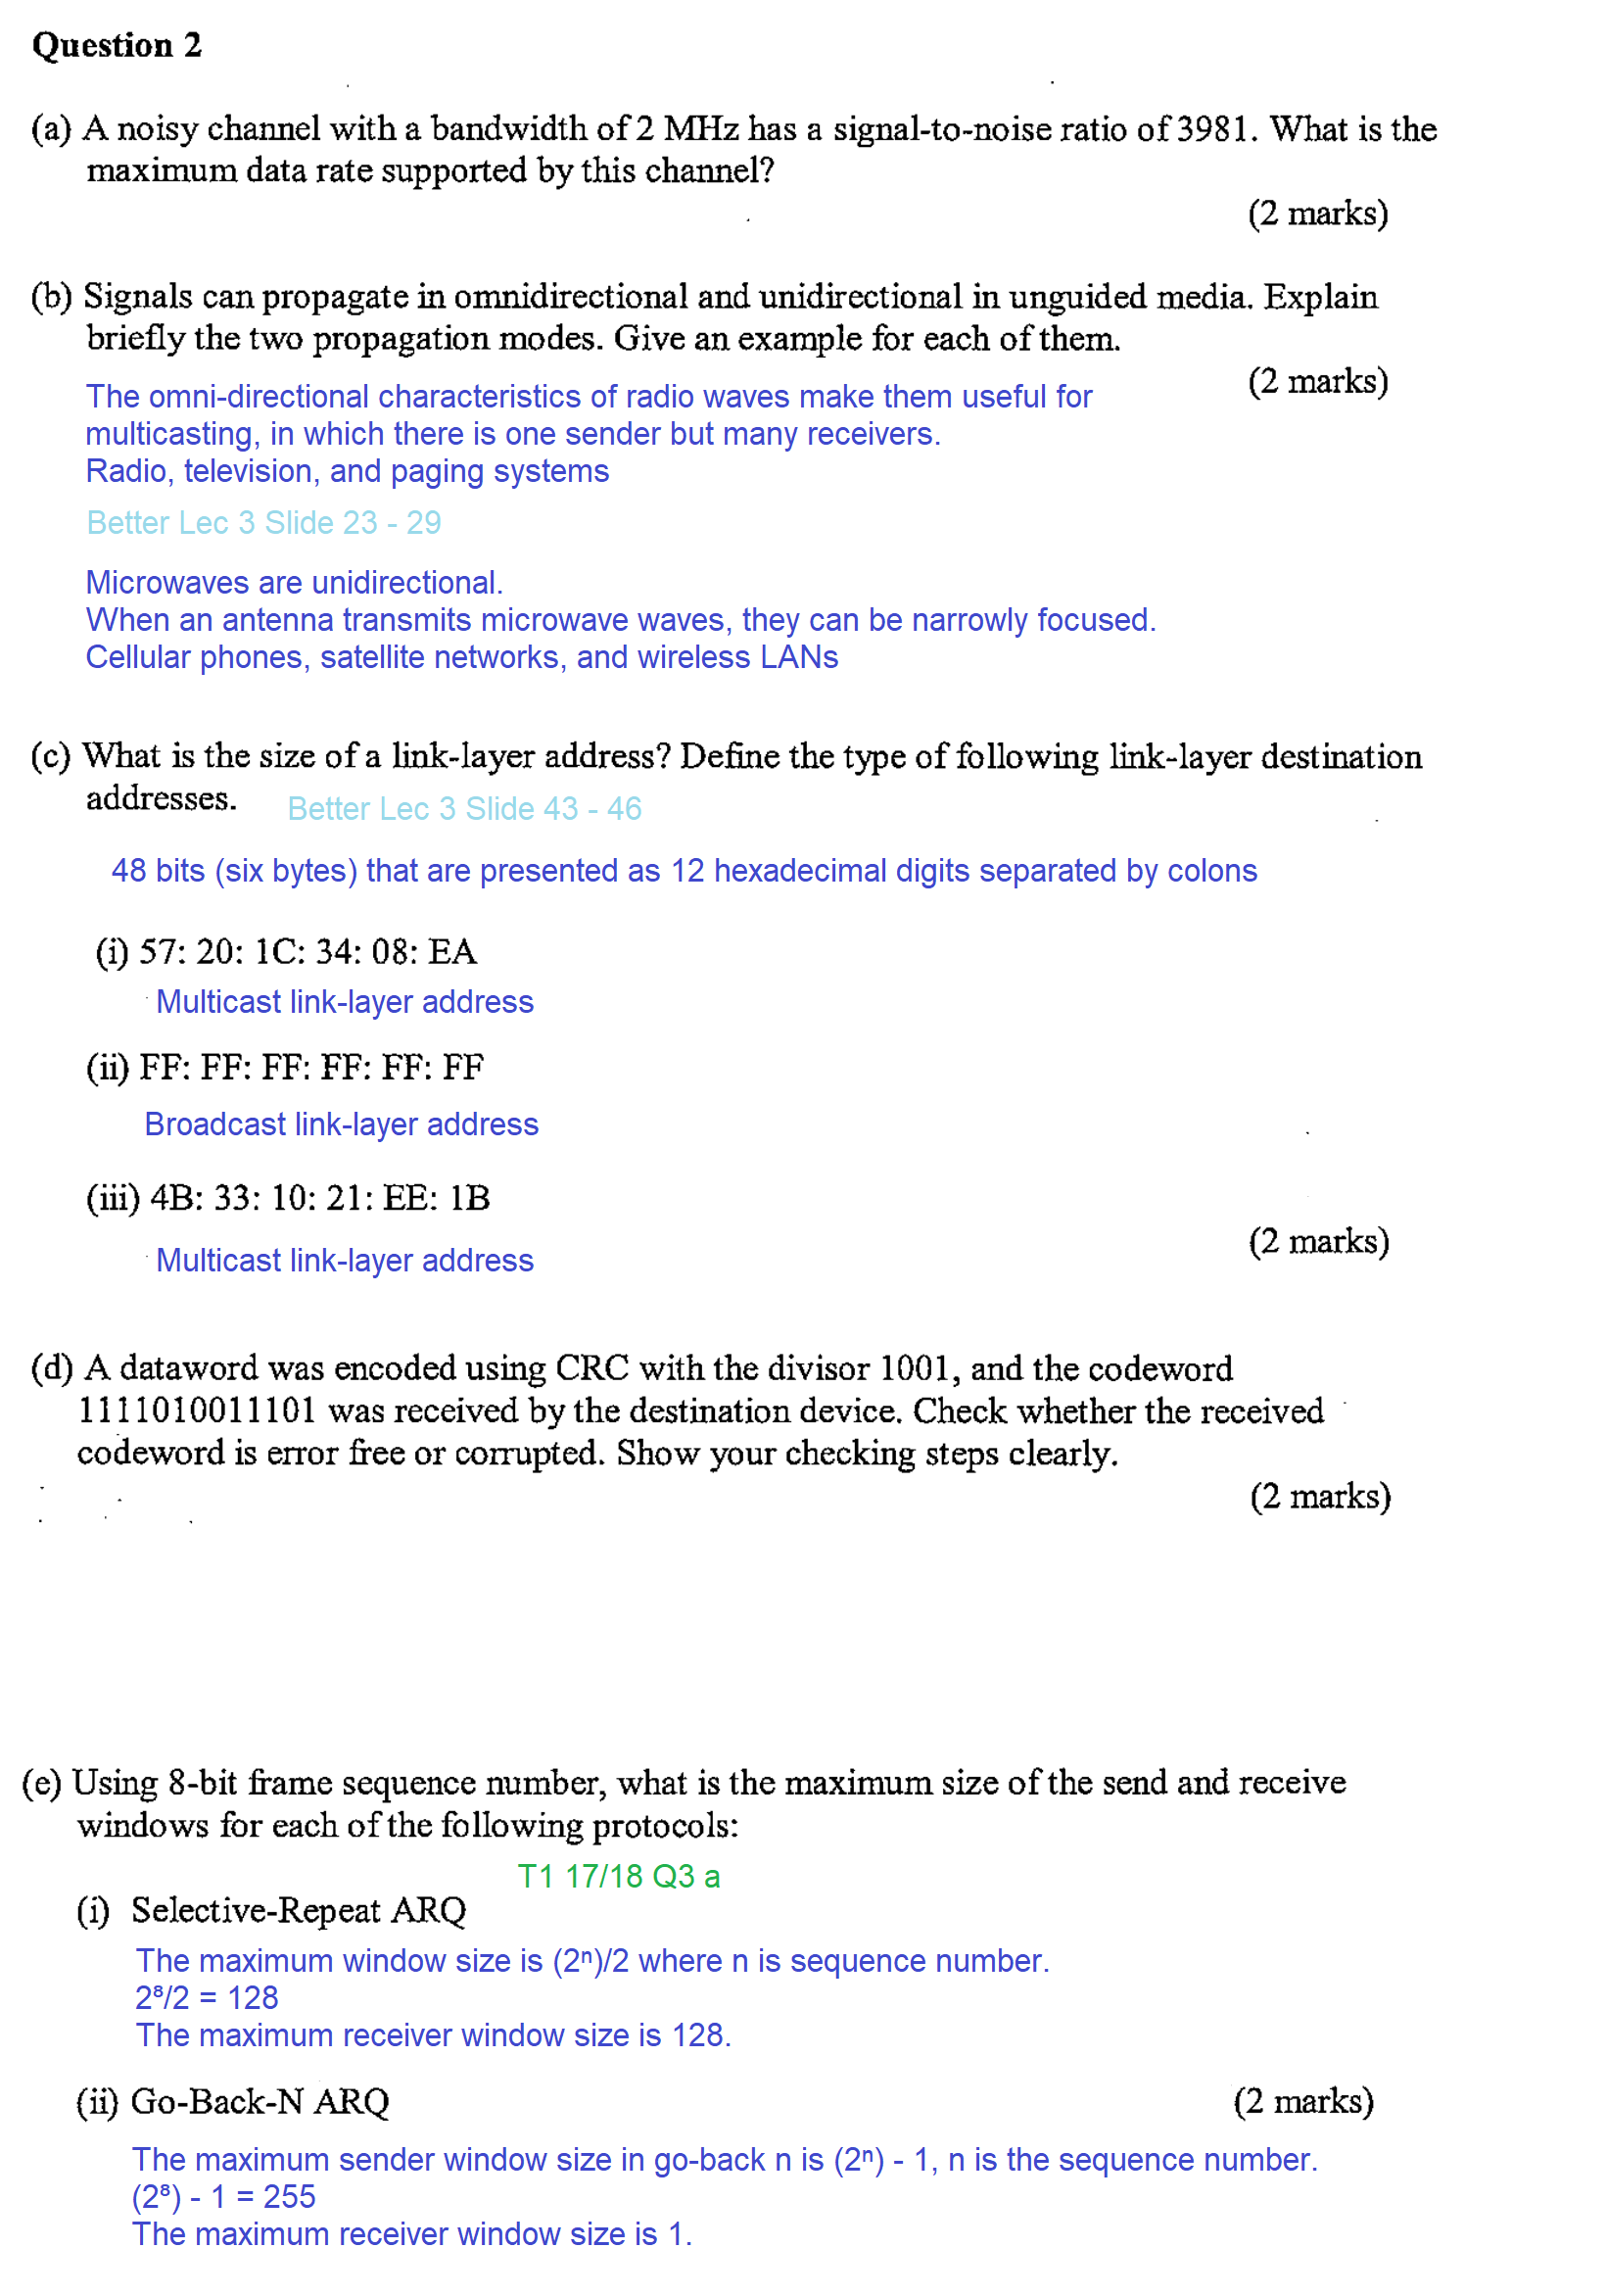 Question 2
(a) A noisy channel with a bandwidth of 2 MHz has a signal-to-noise ratio of 3981. What is the
maximum data rate supported by this channel?
(2 marks)
(b) Signals can propagate in omnidirectional and unidirectional in unguided media. Explain
briefly the two propagation modes. Give an example for each of them.
(2 marks)
The omni-directional characteristics of radio waves make them useful for
multicasting, in which there is one sender but many receivers.
Radio, television, and paging systems
Better Lec 3 Slide 23 - 29
Microwaves are unidirectional.
When an antenna transmits microwave waves, they can be narrowly focused.
Cellular phones, satellite networks, and wireless LANs
(c) What is the size of a link-layer address? Define the type of following link-layer destination
addresses.
Better Lec 3 Slide 43 - 46
48 bits (six bytes) that are presented as 12 hexadecimal digits separated by colons
(i) 57: 20: 1C: 34: 08: EA
Multicast link-layer address
(ii) FF: FF: FF: FF: FF: FF
Broadcast link-layer address
(iii) 4B: 33: 10: 21: EE: 1B
(2 marks)
Multicast link-layer address
(d) A dataword was encoded using CRC with the divisor 1001, and the codeword
1111010011101 was received by the destination device. Check whether the received
codeword is error free or corrupted. Show your checking steps clearly.
(2 marks)
(e) Using 8-bit frame sequence number, what is the maximum size of the send and receive
windows for each of the following protocols:
T1 17/18 Q3 a
(i) Selective-Repeat ARQ
The maximum window size is (2ⁿ)/2 where n is sequence number.
2⁸/2 = 128
The maximum receiver window size is 128.
(ii) Go-Back-N ARQ
(2 marks)
The maximum sender window size in go-back n is (2ⁿ) - 1, n is the sequence number.
(2⁸) - 1 = 255
The maximum receiver window size is 1.